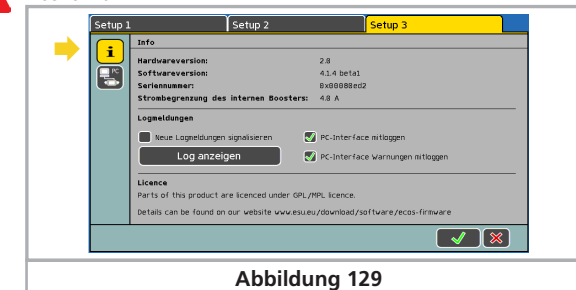 Setup 1 Setup 2 Setup 3
i
Info
PC
Hardwareversion: 2.8
Softwareversion: 4.1.4 beta1
Seriennummer: 0x00000ed2
Strombegrenzung des internen Boosters: 4.0 A
Logmeldungen
Neue Logmeldungen signalisieren PC-Interface mitloggen
Log anzeigen PC-Interface Warnungen mitloggen
Licence
Parts of this product are licenced under GPL/MPL licence.
Details can be found on our website www.esu.eu/download/software/ecos-firmware
Abbildung 129